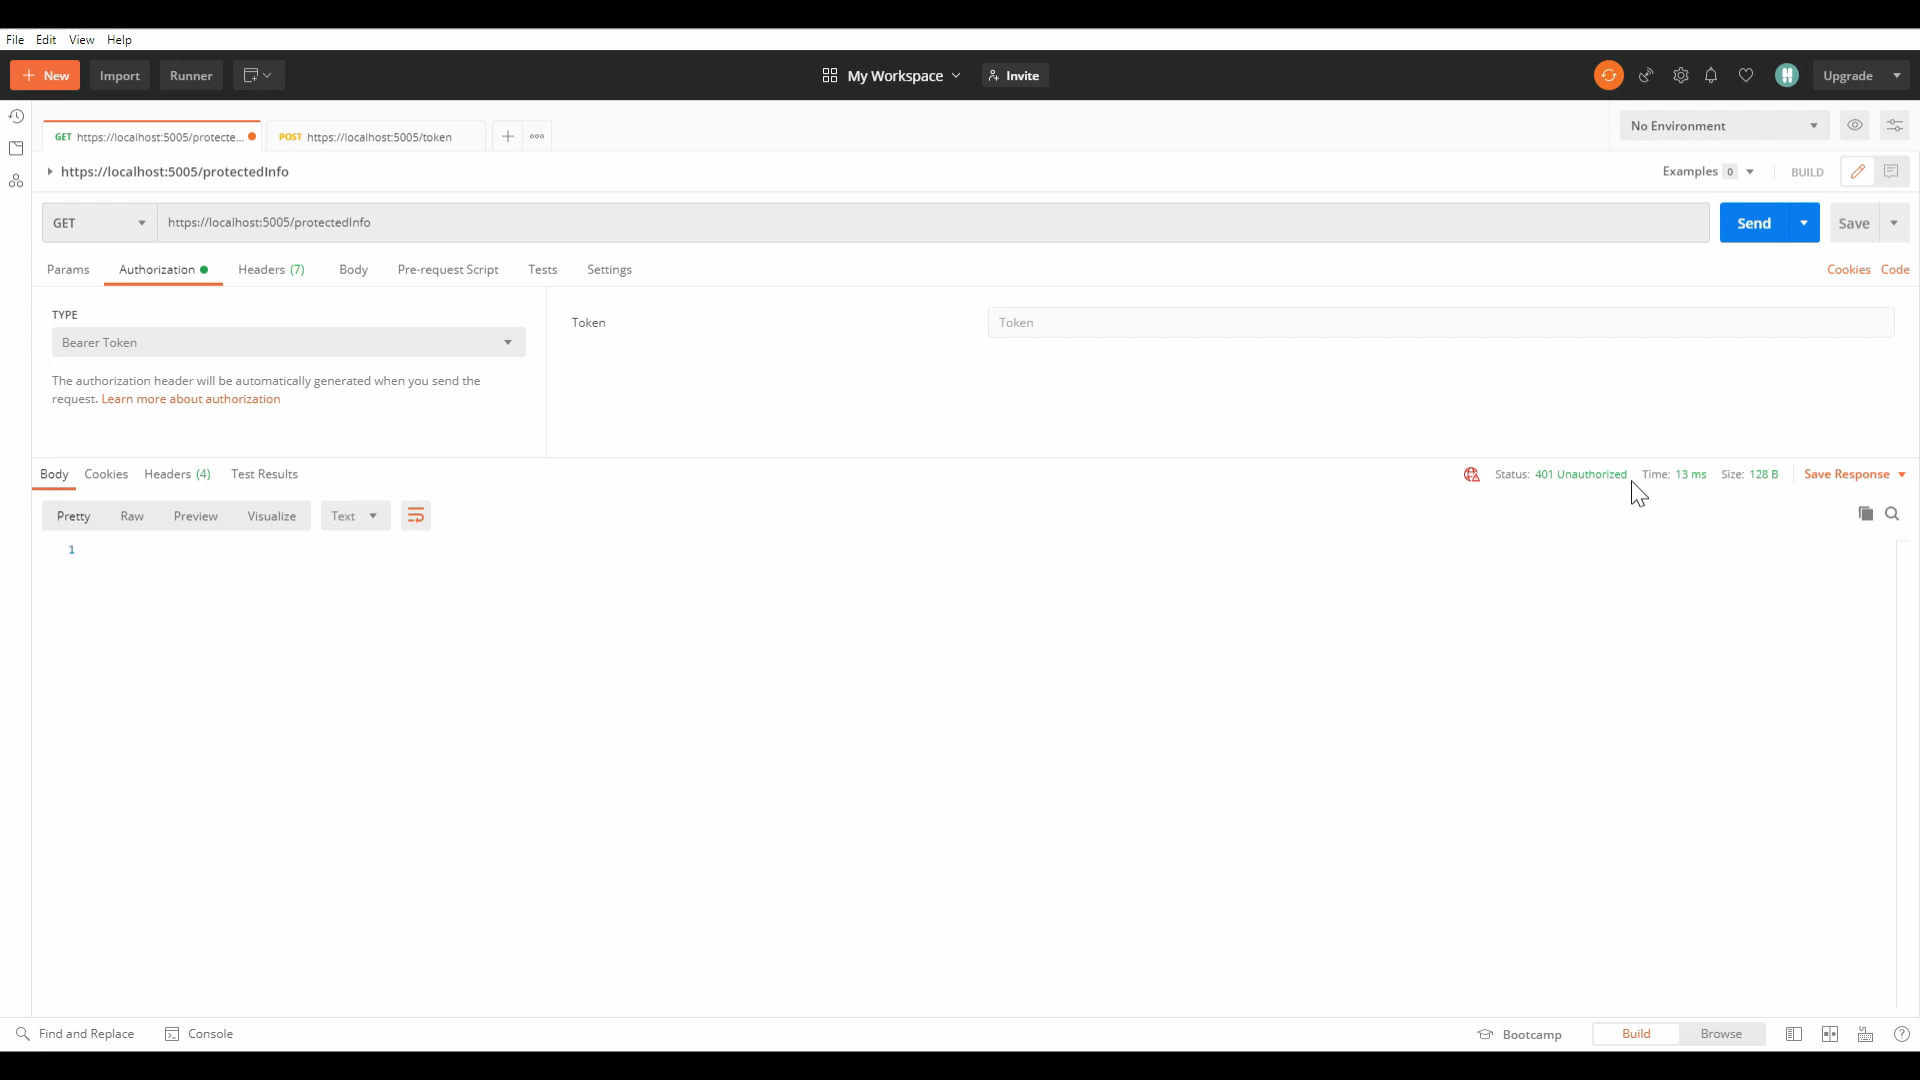 File Edit View Help
New Import Runner My Workspace Invite Upgrade
GET https://localhost:5005/protecte... POST https://localhost:5005/token No Environment
https://localhost:5005/protectedInfo Examples 0 BUILD
GET https://localhost:5005/protectedInfo Send Save
Params Authorization Headers (7) Body Pre-request Script Tests Settings Cookies Code
TYPE
Token Token
Bearer Token
The authorization header will be automatically generated when you send the
request. Learn more about authorization
Body Cookies Headers (4) Test Results Status: 401 Unauthorized Time: 13 ms Size: 128 B Save Response
Pretty Raw Preview Visualize Text
1
Find and Replace Console Bootcamp Build Browse